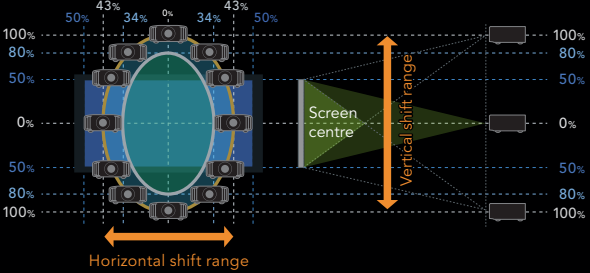 43% 0% 43%
50% 34% 34% 50%
100% 100%
80% 80%
50% 50%
0% Screen centre 0%
Vertical shift range
50% 50%
80% 80%
100% 100%
Horizontal shift range